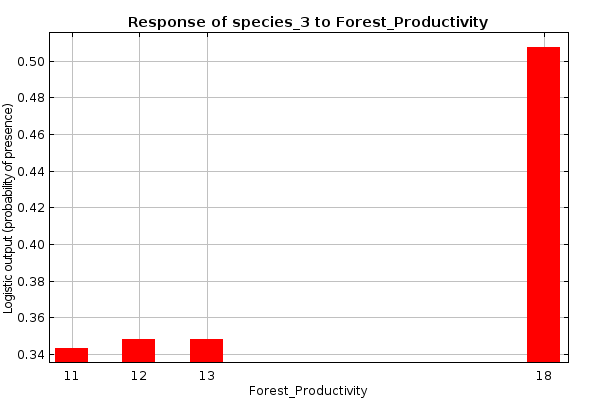 Response of species_3 to Forest_Productivity
Logistic output (probability of presence)
0.50
0.48
0.46
0.44
0.42
0.40
0.38
0.36
0.34
11 12 13 18
Forest_Productivity